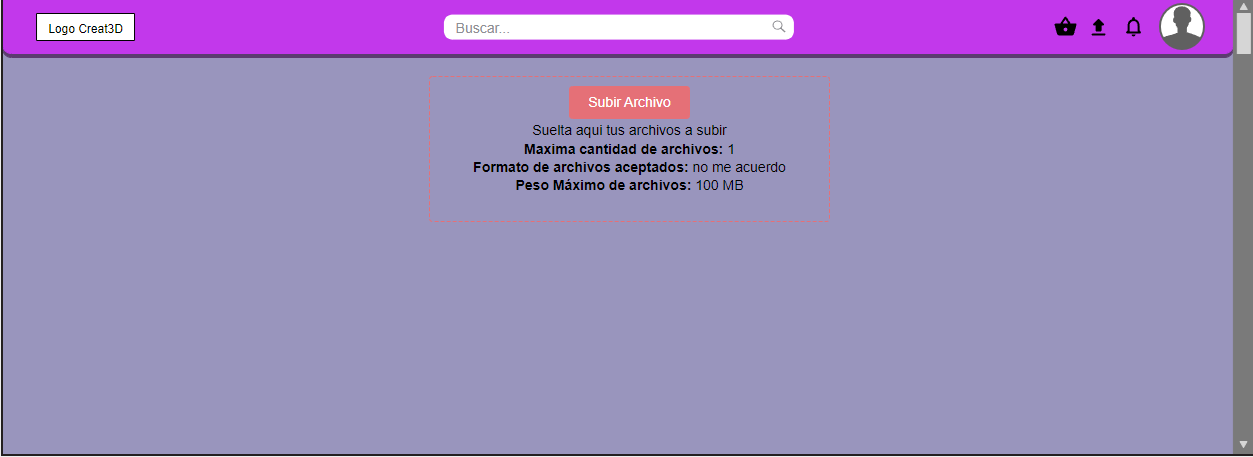 Logo Creat3D
Buscar...
Subir Archivo
Suelta aqui tus archivos a subir
Maxima cantidad de archivos: 1
Formato de archivos aceptados: no me acuerdo
Peso Máximo de archivos: 100 MB